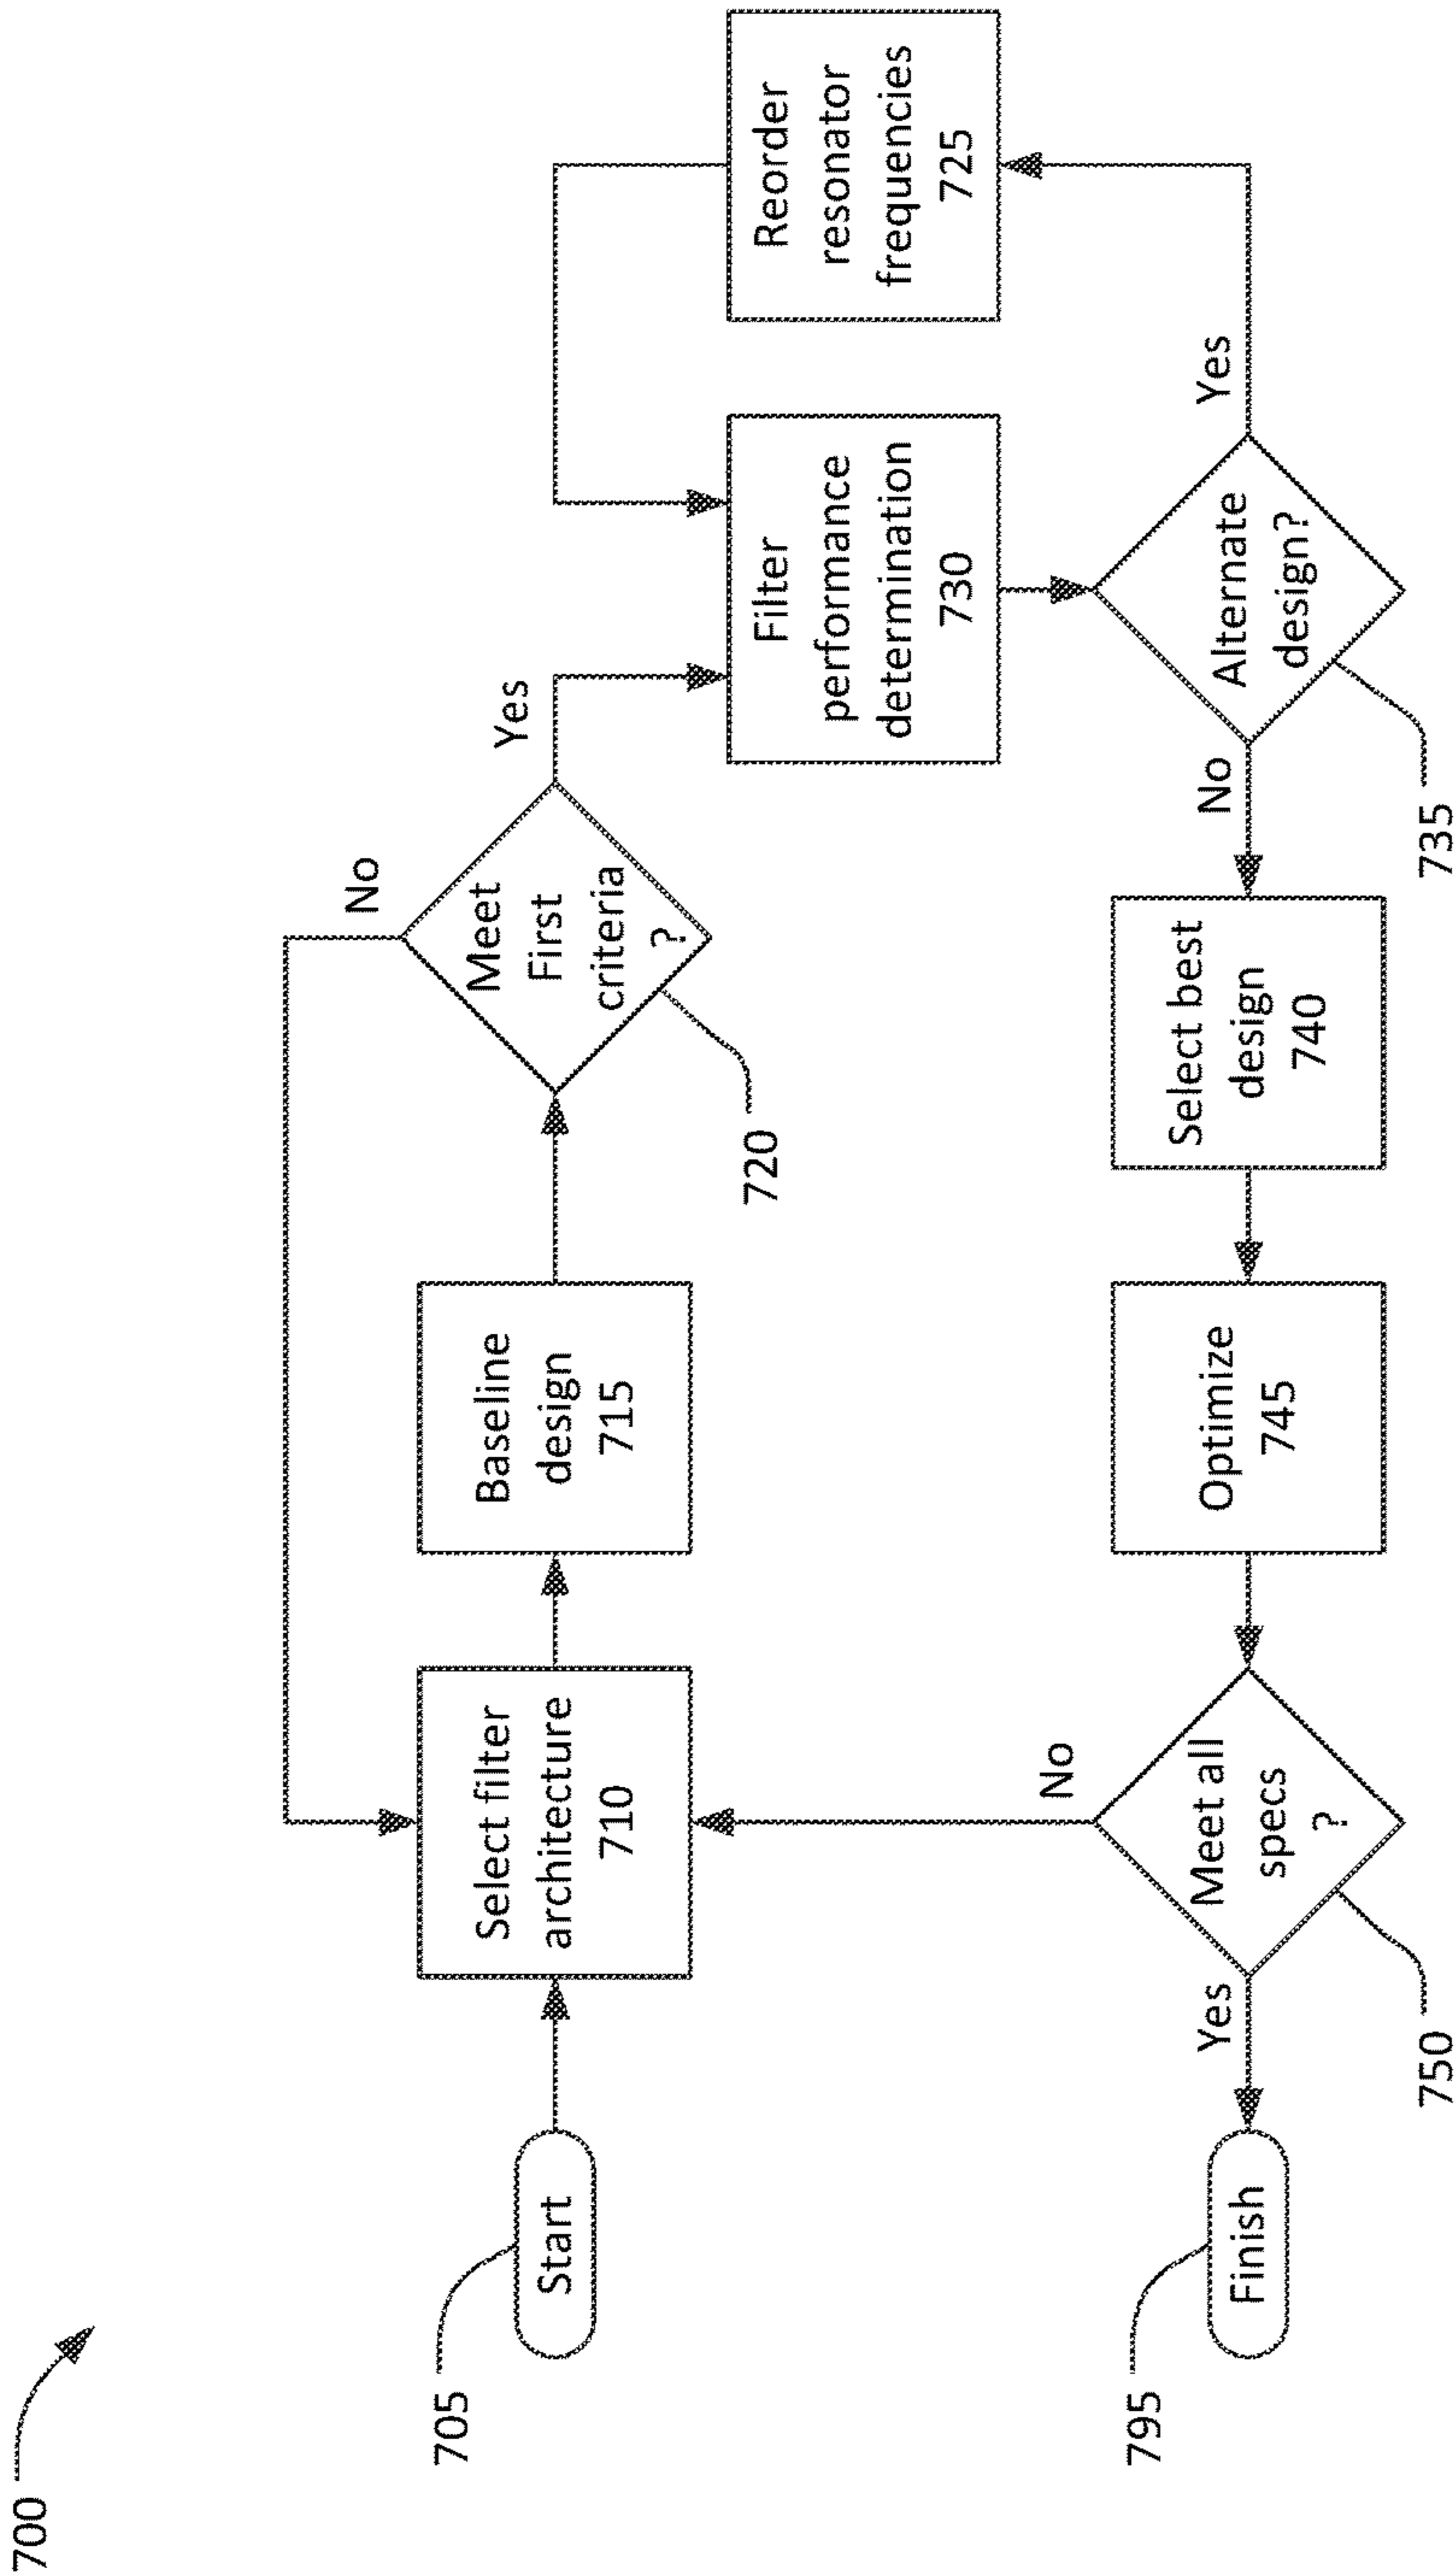 700
705
Start
Select filter
architecture
710
Baseline
design
715
Meet
First
criteria
?
No
Yes
720
Filter
performance
determination
730
Reorder
resonator
frequencies
725
Alternate
design?
Yes
No
735
Select best
design
740
Optimize
745
Meet all
specs
?
No
Yes
750
Finish
795